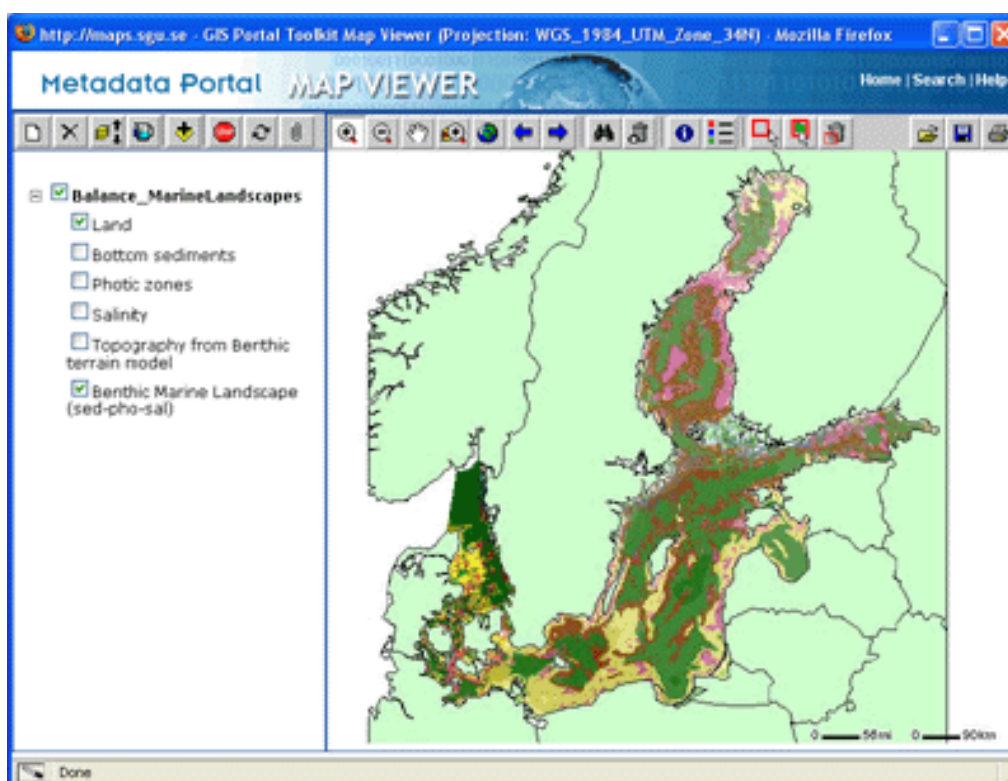 http://maps.sgu.se - GIS Portal Toolkit Map Viewer (Projection: WGS_1984_UTM_Zone_34N) - Mozilla Firefox
Metadata Portal MAP VIEWER
Home | Search | Help
STOP
Balance_MarineLandscapes
Land
Bottom sediments
Photic zones
Salinity
Topography from Berthic
terrain model
Benthic Marine Landscape
(sed-pho-sal)
0 56mi 0 90km
Done